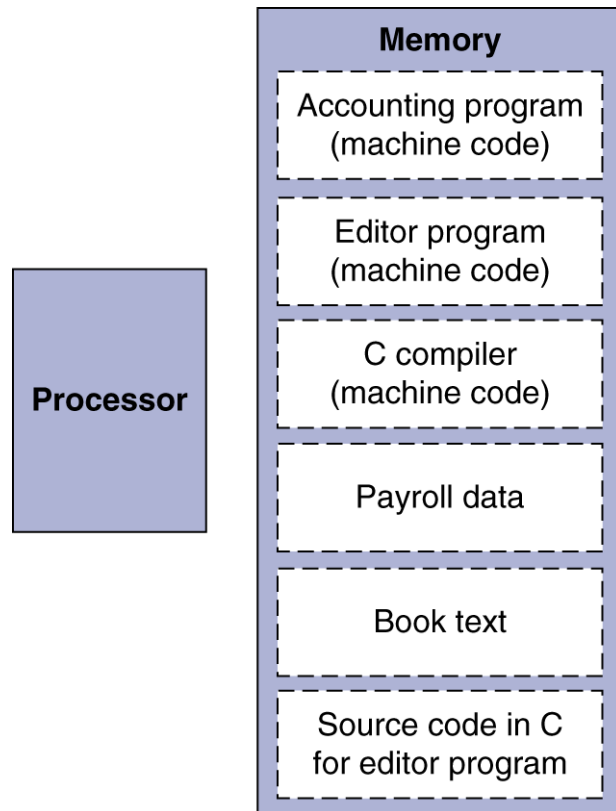 Memory
Accounting program
(machine code)
Editor program
(machine code)
C compiler
(machine code)
Processor
Payroll data
Book text
Source code in C
for editor program